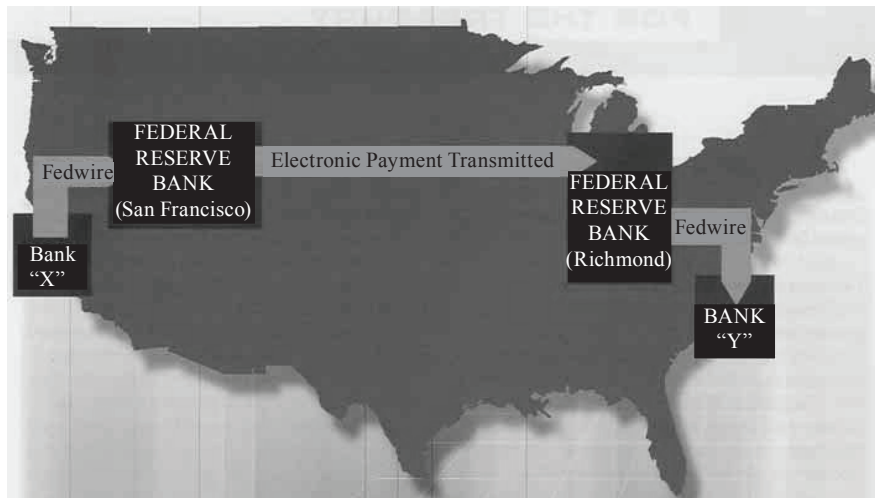 FEDERAL
RESERVE
BANK
(San Francisco)
Fedwire
Electronic Payment Transmitted
FEDERAL
RESERVE
BANK
(Richmond)
Fedwire
Bank
“X”
BANK
“Y”